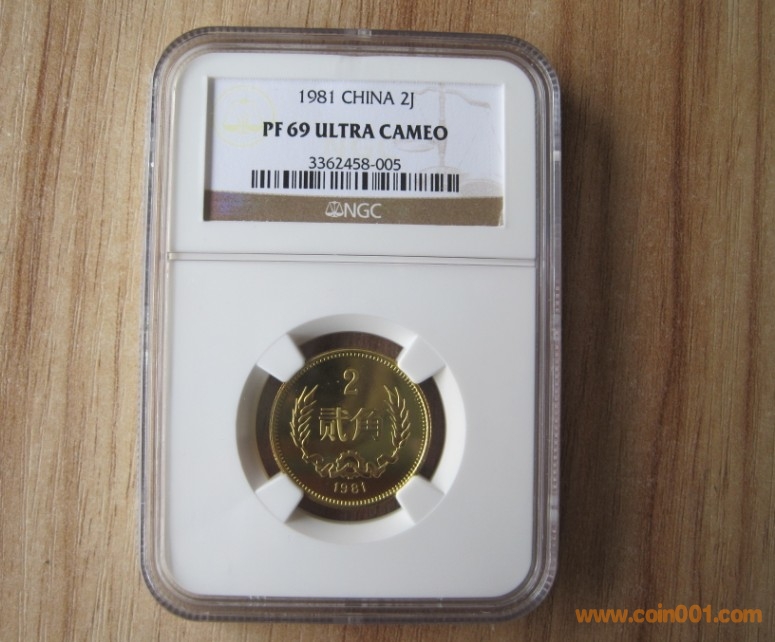 1981 CHINA 2J
PF 69 ULTRA CAMEO
3362458-005
NGC
2
贰角
1981
www.coin001.com